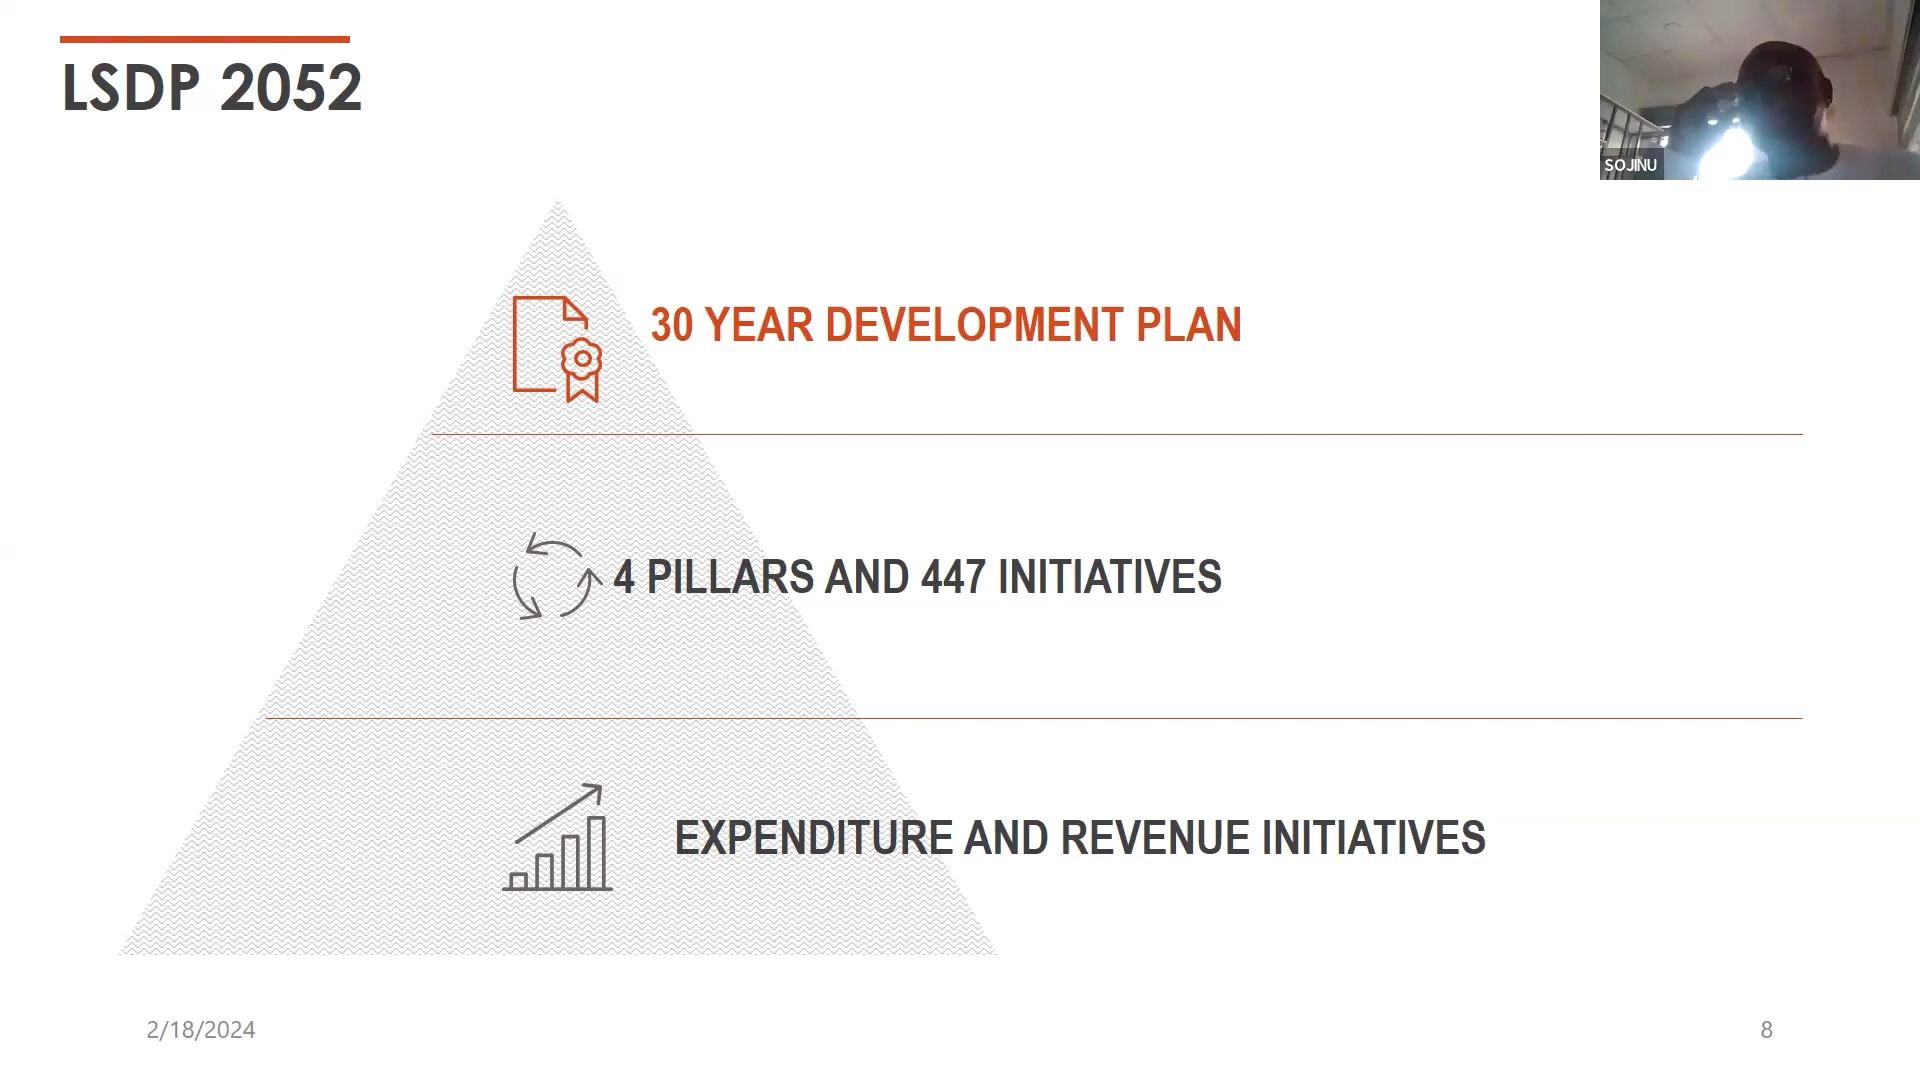 LSDP 2052
SOJINU
30 YEAR DEVELOPMENT PLAN
4 PILLARS AND 447 INITIATIVES
EXPENDITURE AND REVENUE INITIATIVES
2/18/2024
8